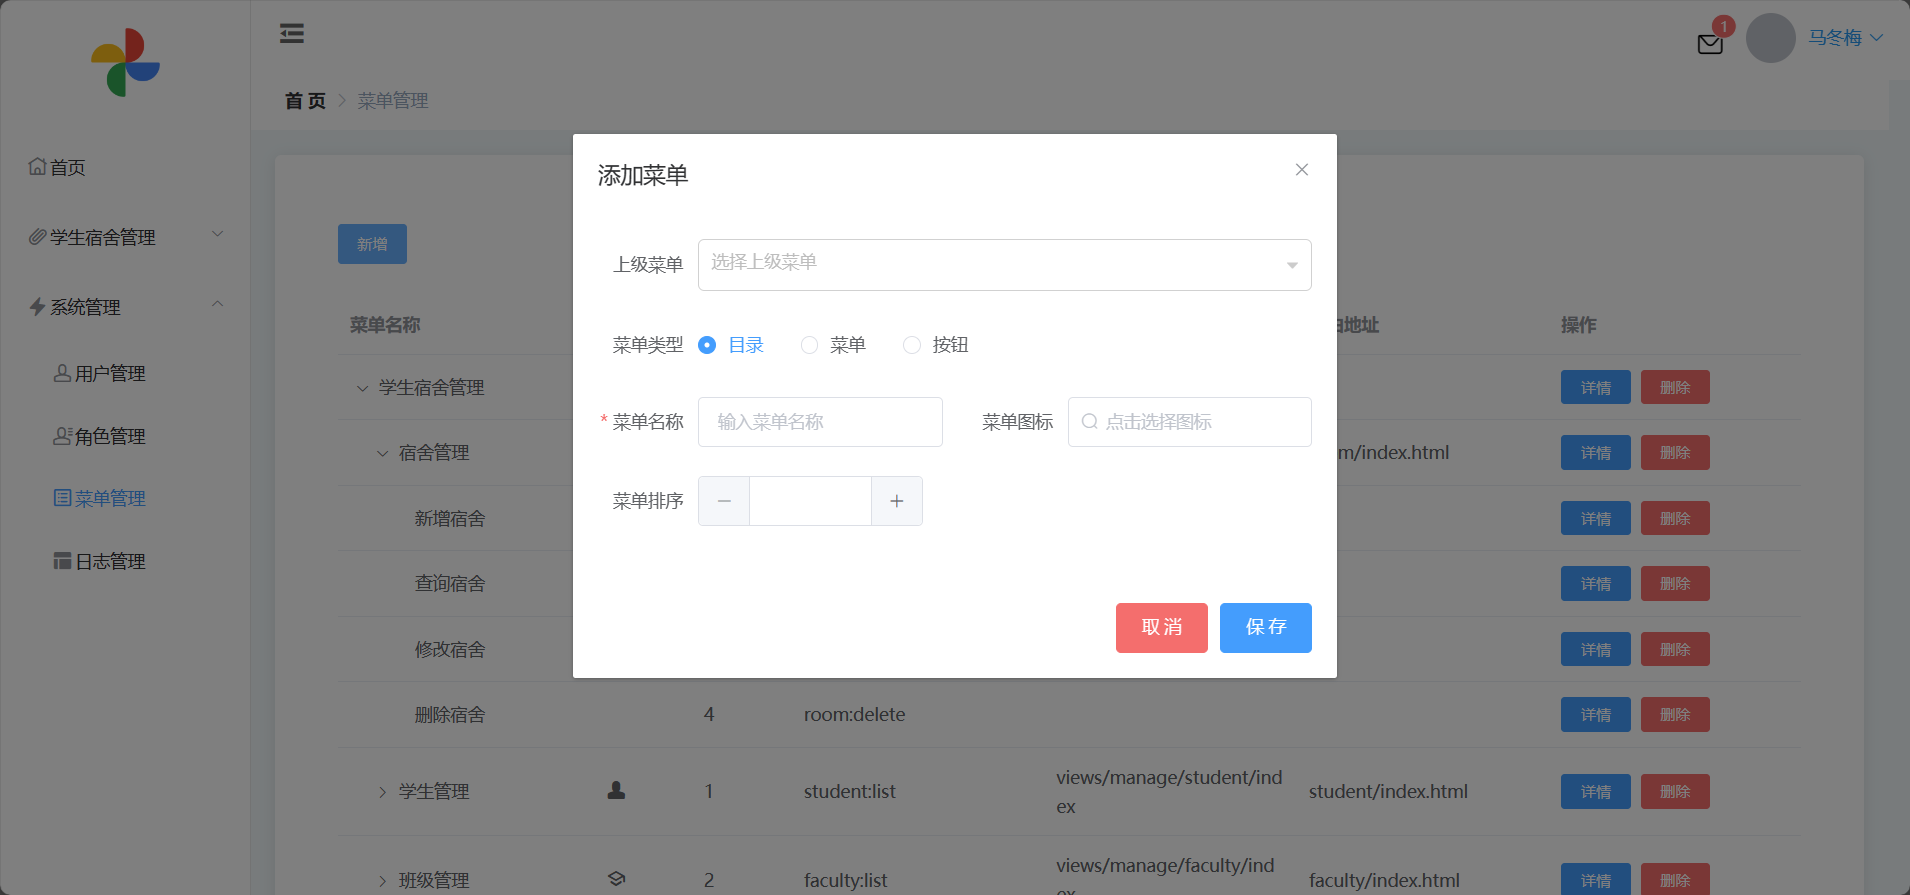 1
马冬梅
首 页 > 菜单管理
首页
学生宿舍管理
系统管理
用户管理
角色管理
菜单管理
日志管理
新增
菜单名称
地址
操作
学生宿舍管理
详情
删除
宿舍管理
m/index.html
详情
删除
新增宿舍
详情
删除
查询宿舍
详情
删除
修改宿舍
详情
删除
删除宿舍
4
room:delete
详情
删除
学生管理
1
student:list
views/manage/student/ind
ex
student/index.html
详情
删除
班级管理
2
faculty:list
views/manage/faculty/ind
ex
faculty/index.html
详情
删除
添加菜单
上级菜单
选择上级菜单
菜单类型
目录
菜单
按钮
* 菜单名称
输入菜单名称
菜单图标
点击选择图标
菜单排序
取 消
保 存